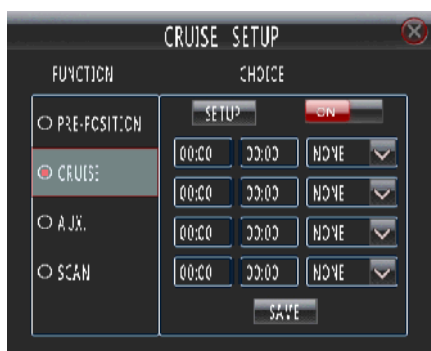 CRUISE SETUP
FUNCTION CHOICE
PRE-POSITION
CRUISE
AUX.
SCAN
SETUP ON
00:00 00:00 NONE
00:00 00:00 NONE
00:00 00:00 NONE
00:00 00:00 NONE
SAVE